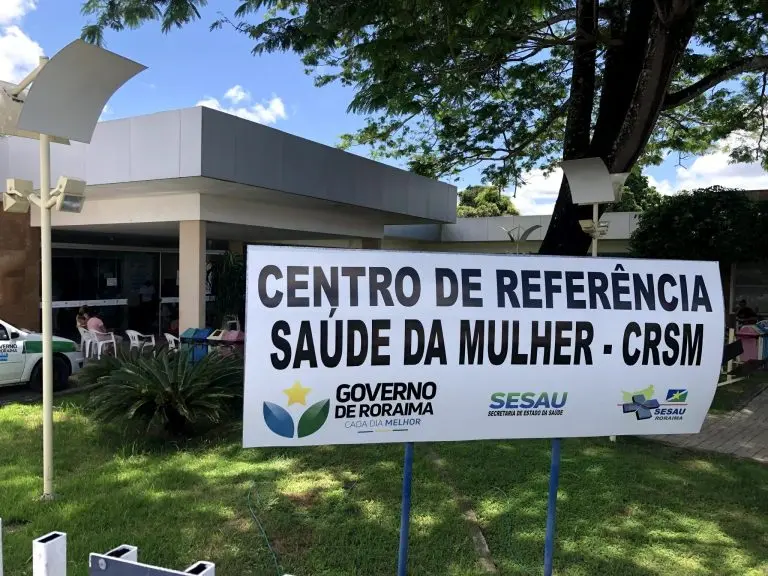 CENTRO DE REFERÊNCIA
SAÚDE DA MULHER - CRSM
GOVERNO
DE RORAIMA
CADA DIA MELHOR
SESAU
SECRETARIA DE ESTADO DA SAÚDE
SESAU
RORAIMA